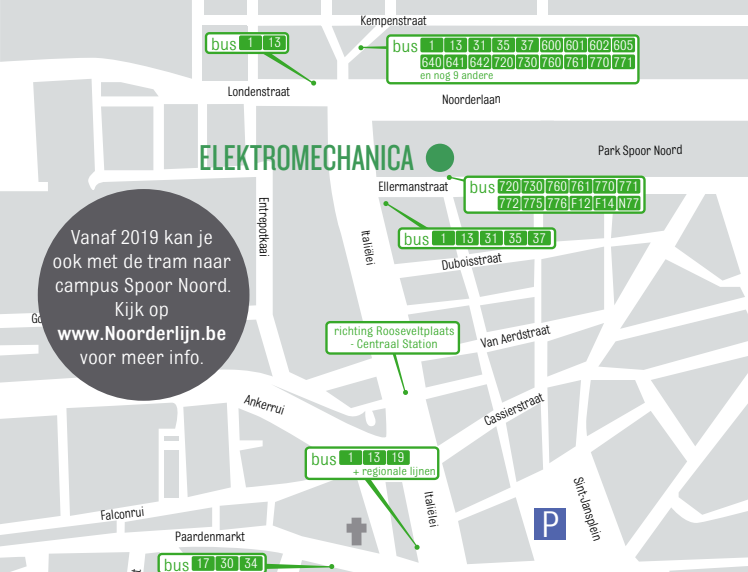 Kempenstraat
bus 1 13
bus 1 13 31 35 37 600 601 602 605
640 641 642 720 730 760 761 770 771
en nog 9 andere
Londenstraat
Noorderlaan
ELEKTROMECHANICA
Park Spoor Noord
Ellermanstraat
bus 720 730 760 761 770 771
772 775 776 F12 F14 N77
Entrepotkaai
Italiëlei
bus 1 13 31 35 37
Duboisstraat
Vanaf 2019 kan je
ook met de tram naar
campus Spoor Noord.
Kijk op
www.Noorderlijn.be
voor meer info.
richting Rooseveltplaats
- Centraal Station
Van Aerdtstraat
Ankerrui
Cassierstraat
bus 1 13 19
+ regionale lijnen
Italiëlei
Sint-Jansplein
P
Falconrui
Paardenmarkt
bus 17 30 34